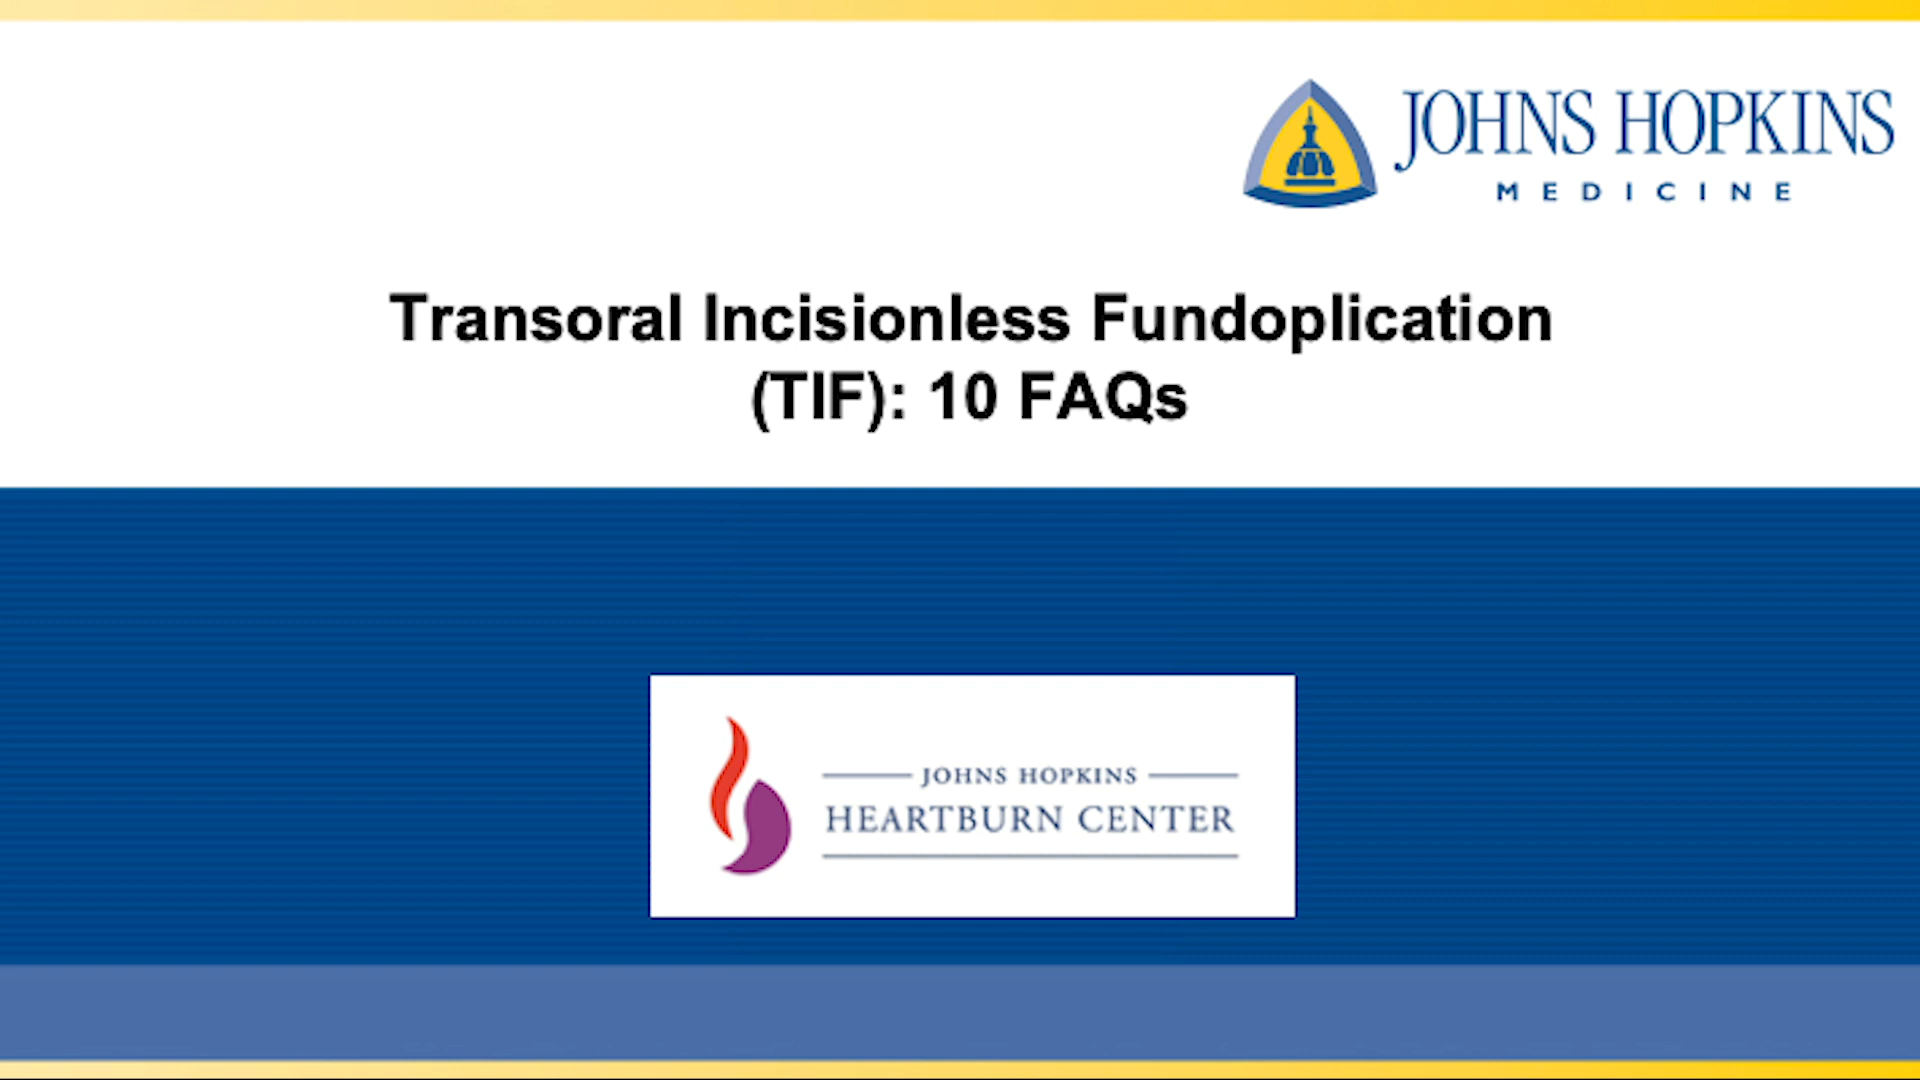 JOHNS HOPKINS
MEDICINE
Transoral Incisionless Fundoplication
(TIF): 10 FAQs
JOHNS HOPKINS
HEARTBURN CENTER